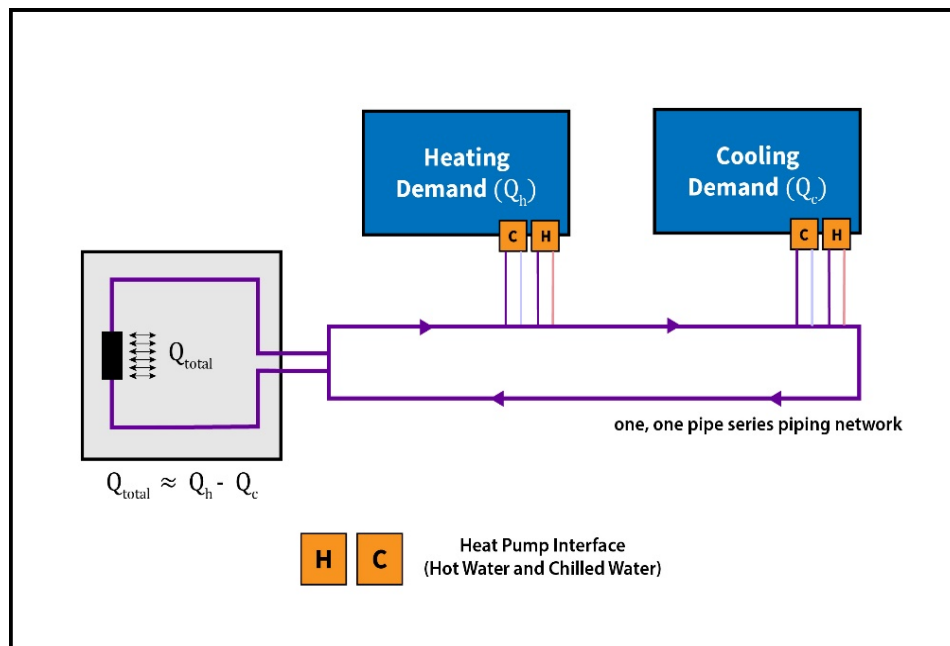 Heating
Demand (Qh)
Cooling
Demand (Qc)
C H
C H
Qtotal
one, one pipe series piping network
Qtotal ≈ Qh - Qc
H C
Heat Pump Interface
(Hot Water and Chilled Water)